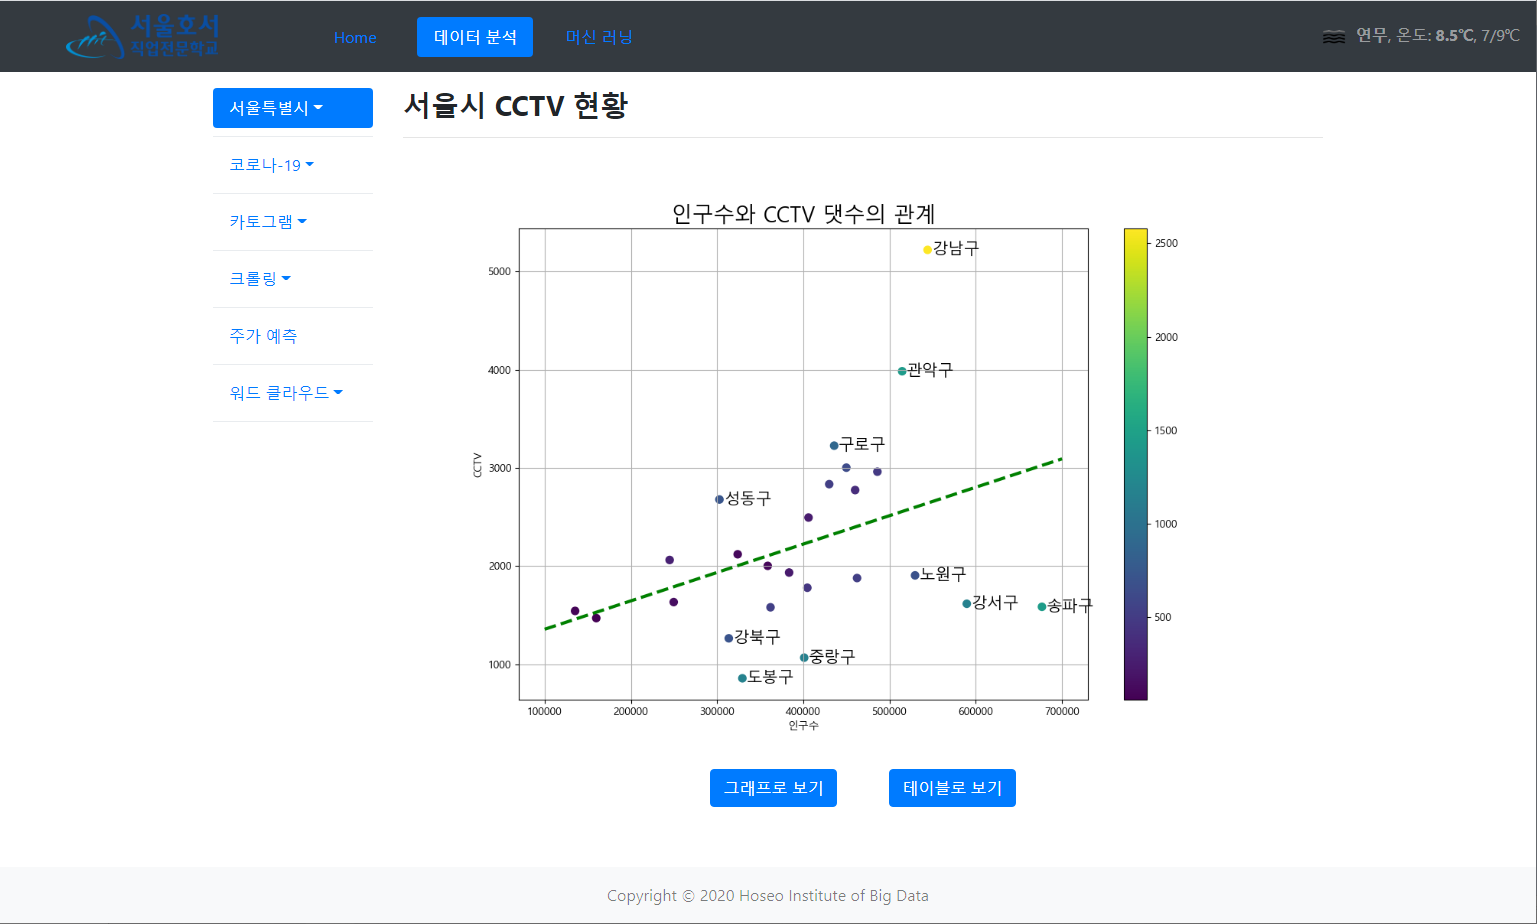 서울호서
직업전문학교
Home
데이터 분석
머신 러닝
연무, 온도: 8.5℃, 7/9℃
서울특별시
코로나-19
카토그램
크롤링
주가 예측
워드 클라우드
서울시 CCTV 현황
인구수와 CCTV 댓수의 관계
강남구
관악구
구로구
성동구
노원구
강서구
송파구
강북구
중랑구
도봉구
CCTV
5000
4000
3000
2000
1000
100000
200000
300000
400000
500000
600000
700000
인구수
2500
2000
1500
1000
500
그래프로 보기
테이블로 보기
Copyright © 2020 Hoseo Institute of Big Data